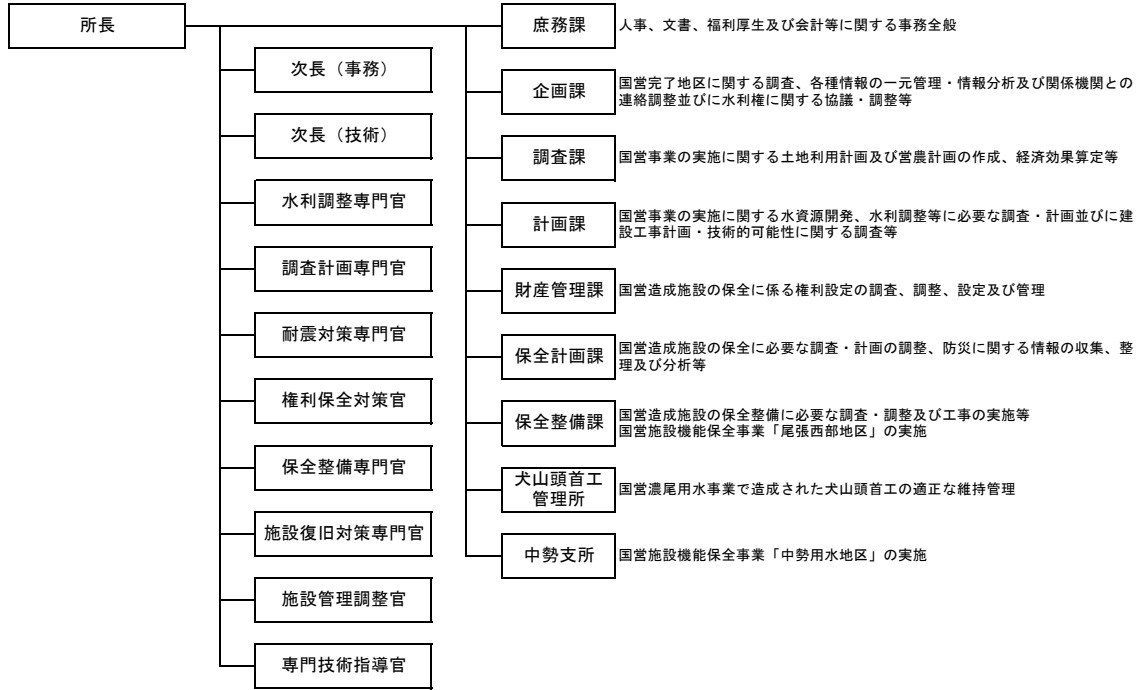 所長
次長（事務）
次長（技術）
水利調整専門官
調査計画専門官
耐震対策専門官
権利保全対策官
保全整備専門官
施設復旧対策専門官
施設管理調整官
専門技術指導官
庶務課
人事、文書、福利厚生及び会計等に関する事務全般
企画課
国営完了地区に関する調査、各種情報の一元管理・情報分析及び関係機関との
連絡調整並びに水利権に関する協議・調整等
調査課
国営事業の実施に関する土地利用計画及び営農計画の作成、経済効果算定等
計画課
国営事業の実施に関する水資源開発、水利調整等に必要な調査・計画並びに建
設工事計画・技術的可能性に関する調査等
財産管理課
国営造成施設の保全に係る権利設定の調査、調整、設定及び管理
保全計画課
国営造成施設の保全に必要な調査・計画の調整、防災に関する情報の収集、整
理及び分析等
保全整備課
国営造成施設の保全整備に必要な調査・調整及び工事の実施等
国営施設機能保全事業「尾張西部地区」の実施
犬山頭首工
管理所
国営濃尾用水事業で造成された犬山頭首工の適正な維持管理
中勢支所
国営施設機能保全事業「中勢用水地区」の実施